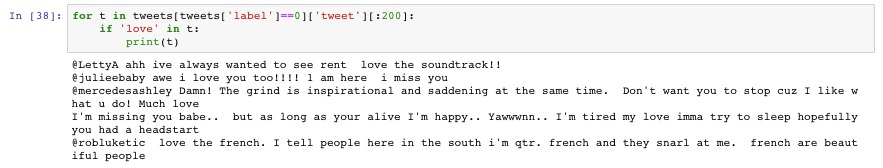 In [38]: for t in tweets[tweets['label']==0]['tweet'][:200]:
    if 'love' in t:
        print(t)
@LettyA ahh ive always wanted to see rent  love the soundtrack!!
@julieebaby awe i love you too!!!! 1 am here  i miss you
@mercedesashley Damn! The grind is inspirational and saddening at the same time.  Don't want you to stop cuz I like w
hat u do! Much love
I'm missing you babe..  but as long as your alive I'm happy.. Yawwwnn.. I'm tired my love imma try to sleep hopefully
you had a headstart
@robluketic  love the french. I tell people here in the south i'm qtr. french and they snarl at me.  french are beaut
iful people